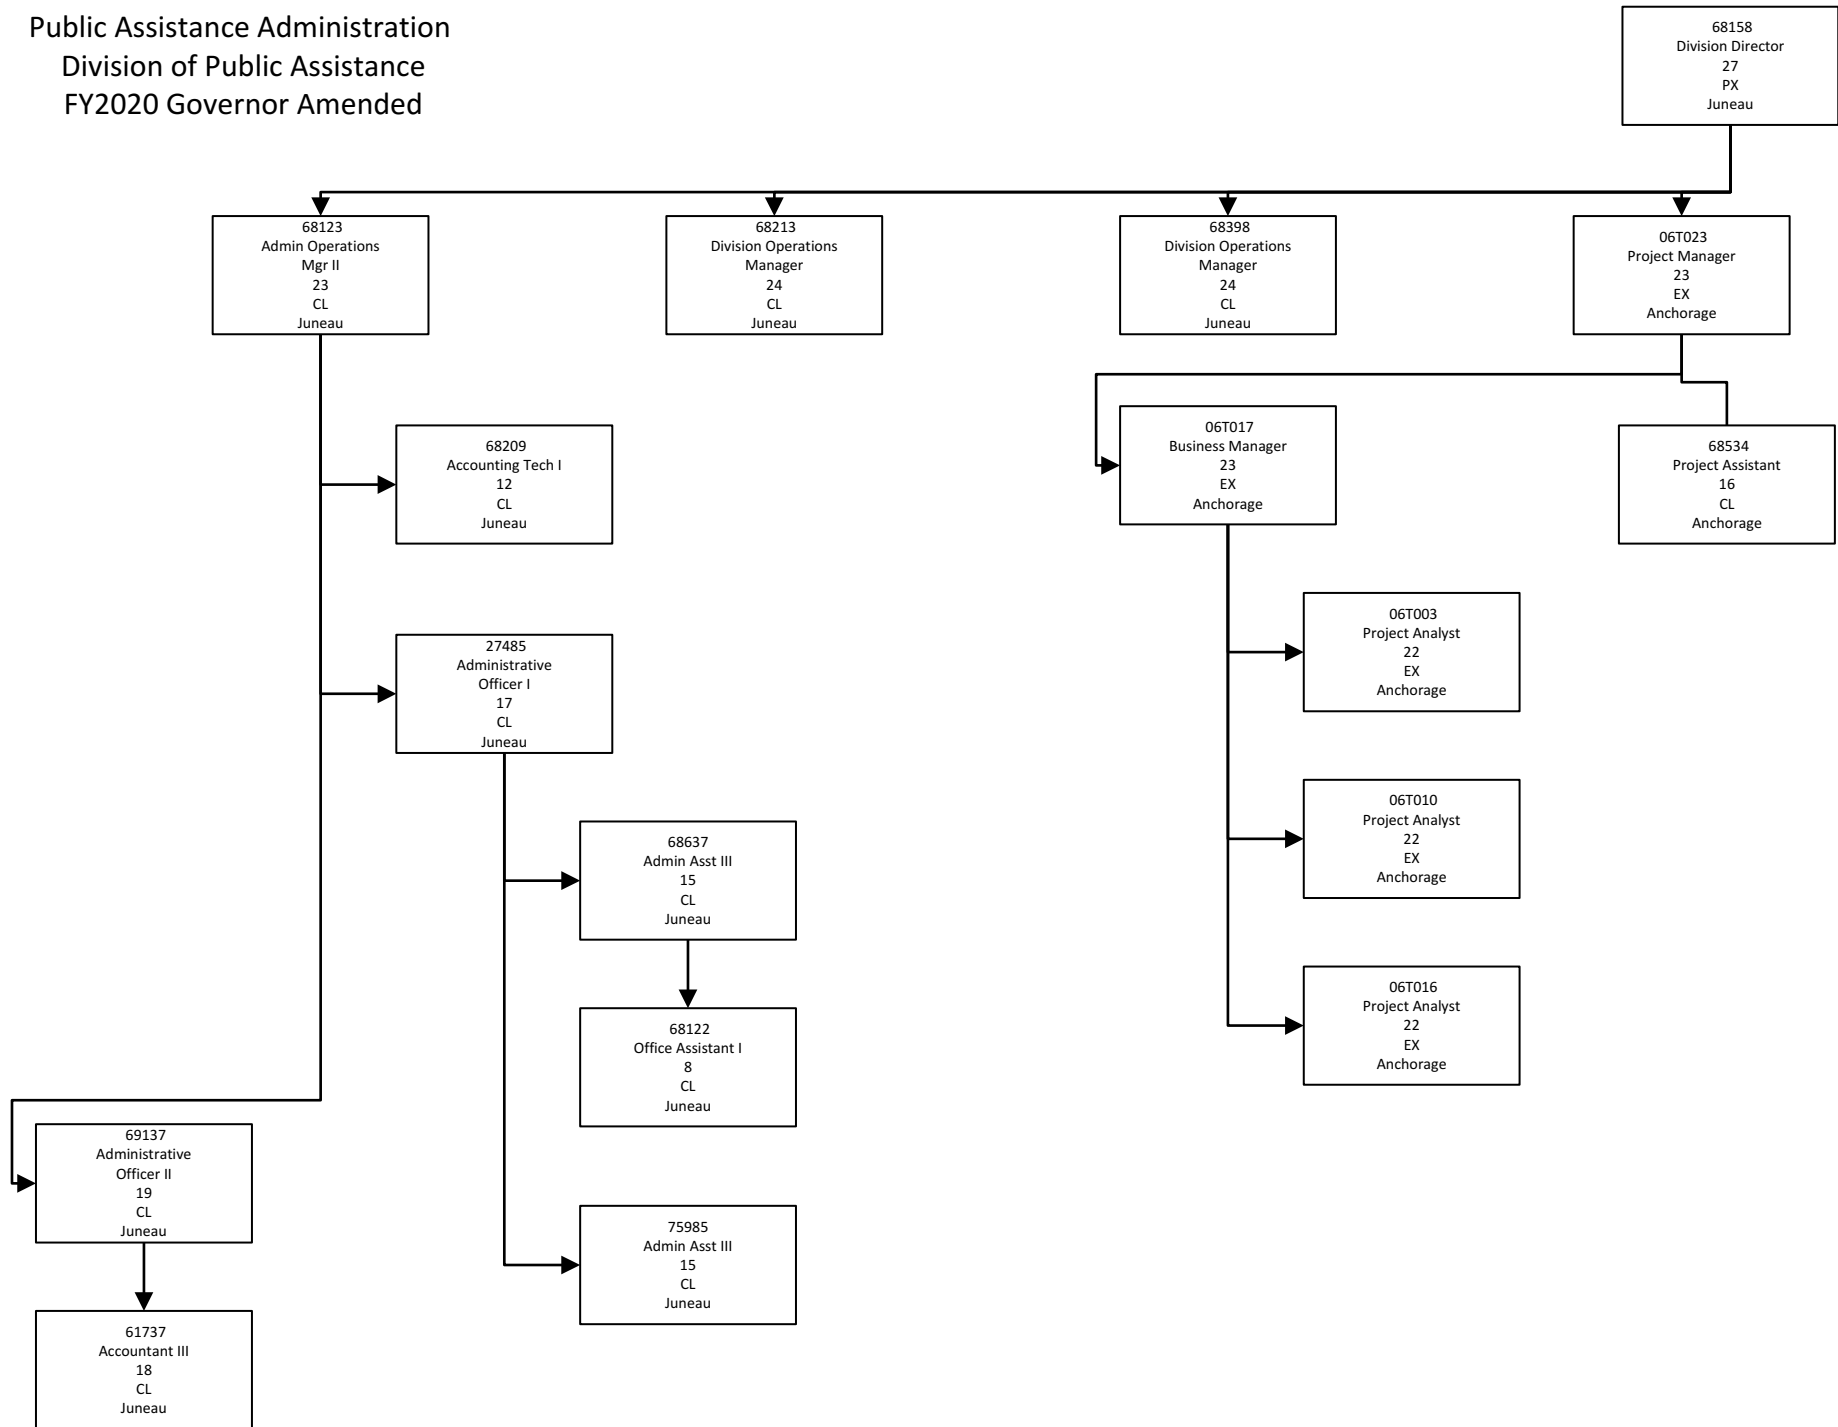 Public Assistance Administration
Division of Public Assistance
FY2020 Governor Amended
68158
Division Director
27
PX
Juneau
68123
Admin Operations
Mgr II
23
CL
Juneau
68213
Division Operations
Manager
24
CL
Juneau
68398
Division Operations
Manager
24
CL
Juneau
06T023
Project Manager
23
EX
Anchorage
68209
Accounting Tech I
12
CL
Juneau
06T017
Business Manager
23
EX
Anchorage
68534
Project Assistant
16
CL
Anchorage
27485
Administrative
Officer I
17
CL
Juneau
06T003
Project Analyst
22
EX
Anchorage
68637
Admin Asst III
15
CL
Juneau
06T010
Project Analyst
22
EX
Anchorage
68122
Office Assistant I
8
CL
Juneau
06T016
Project Analyst
22
EX
Anchorage
69137
Administrative
Officer II
19
CL
Juneau
75985
Admin Asst III
15
CL
Juneau
61737
Accountant III
18
CL
Juneau